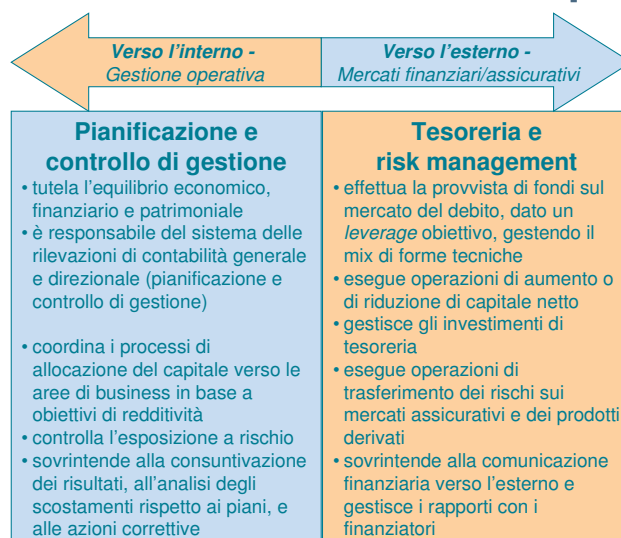 Verso l'interno -
Gestione operativa
Verso l'esterno -
Mercati finanziari/assicurativi
Pianificazione e
controllo di gestione
• tutela l'equilibrio economico,
finanziario e patrimoniale
• è responsabile del sistema delle
rilevazioni di contabilità generale
e direzionale (pianificazione e
controllo di gestione)
• coordina i processi di
allocazione del capitale verso le
aree di business in base a
obiettivi di redditività
• controlla l'esposizione a rischio
• sovrintende alla consuntivazione
dei risultati, all'analisi degli
scostamenti rispetto ai piani, e
alle azioni correttive
Tesoreria e
risk management
• effettua la provvista di fondi sul
mercato del debito, dato un
leverage obiettivo, gestendo il
mix di forme tecniche
• esegue operazioni di aumento o
di riduzione di capitale netto
• gestisce gli investimenti di
tesoreria
• esegue operazioni di
trasferimento dei rischi sui
mercati assicurativi e dei prodotti
derivati
• sovrintende alla comunicazione
finanziaria verso l'esterno e
gestisce i rapporti con i
finanziatori